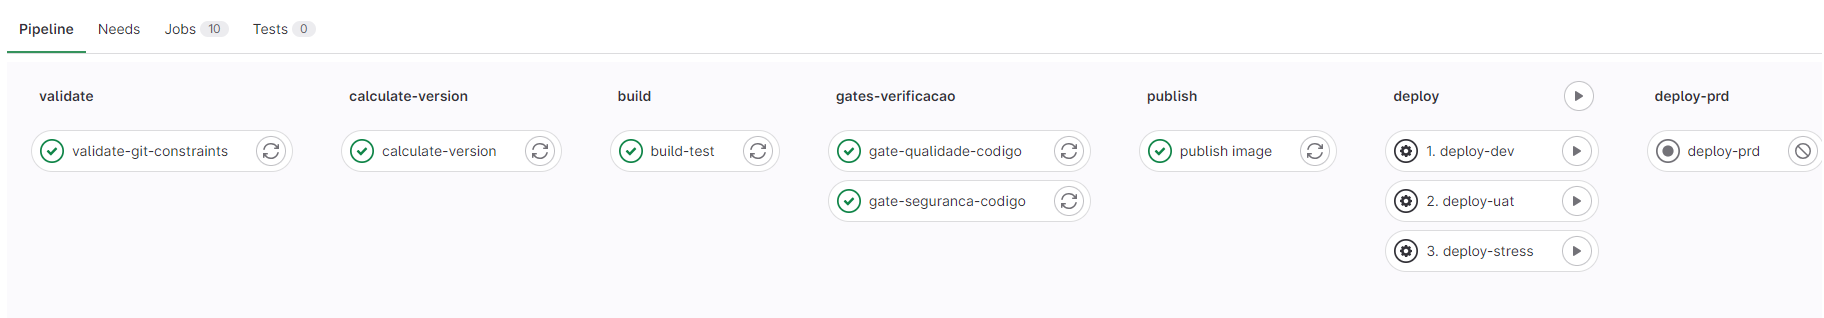 Pipeline Needs Jobs 10 Tests 0
validate calculate-version build gates-verificacao publish deploy deploy-prd
validate-git-constraints calculate-version build-test gate-qualidade-codigo publish image 1. deploy-dev deploy-prd
gate-seguranca-codigo 2. deploy-uat
3. deploy-stress